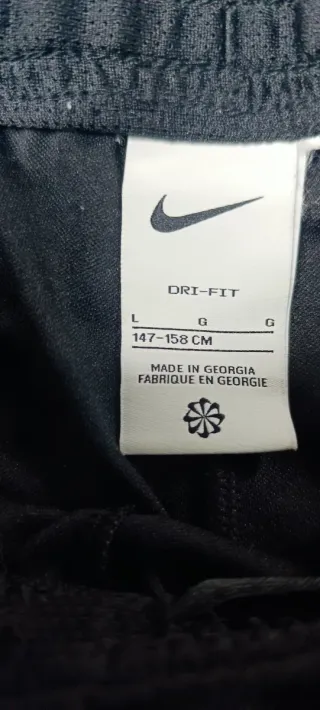 DRI-FIT
L G G
147-158 CM
MADE IN GEORGIA
FABRIQUE EN GEORGIE